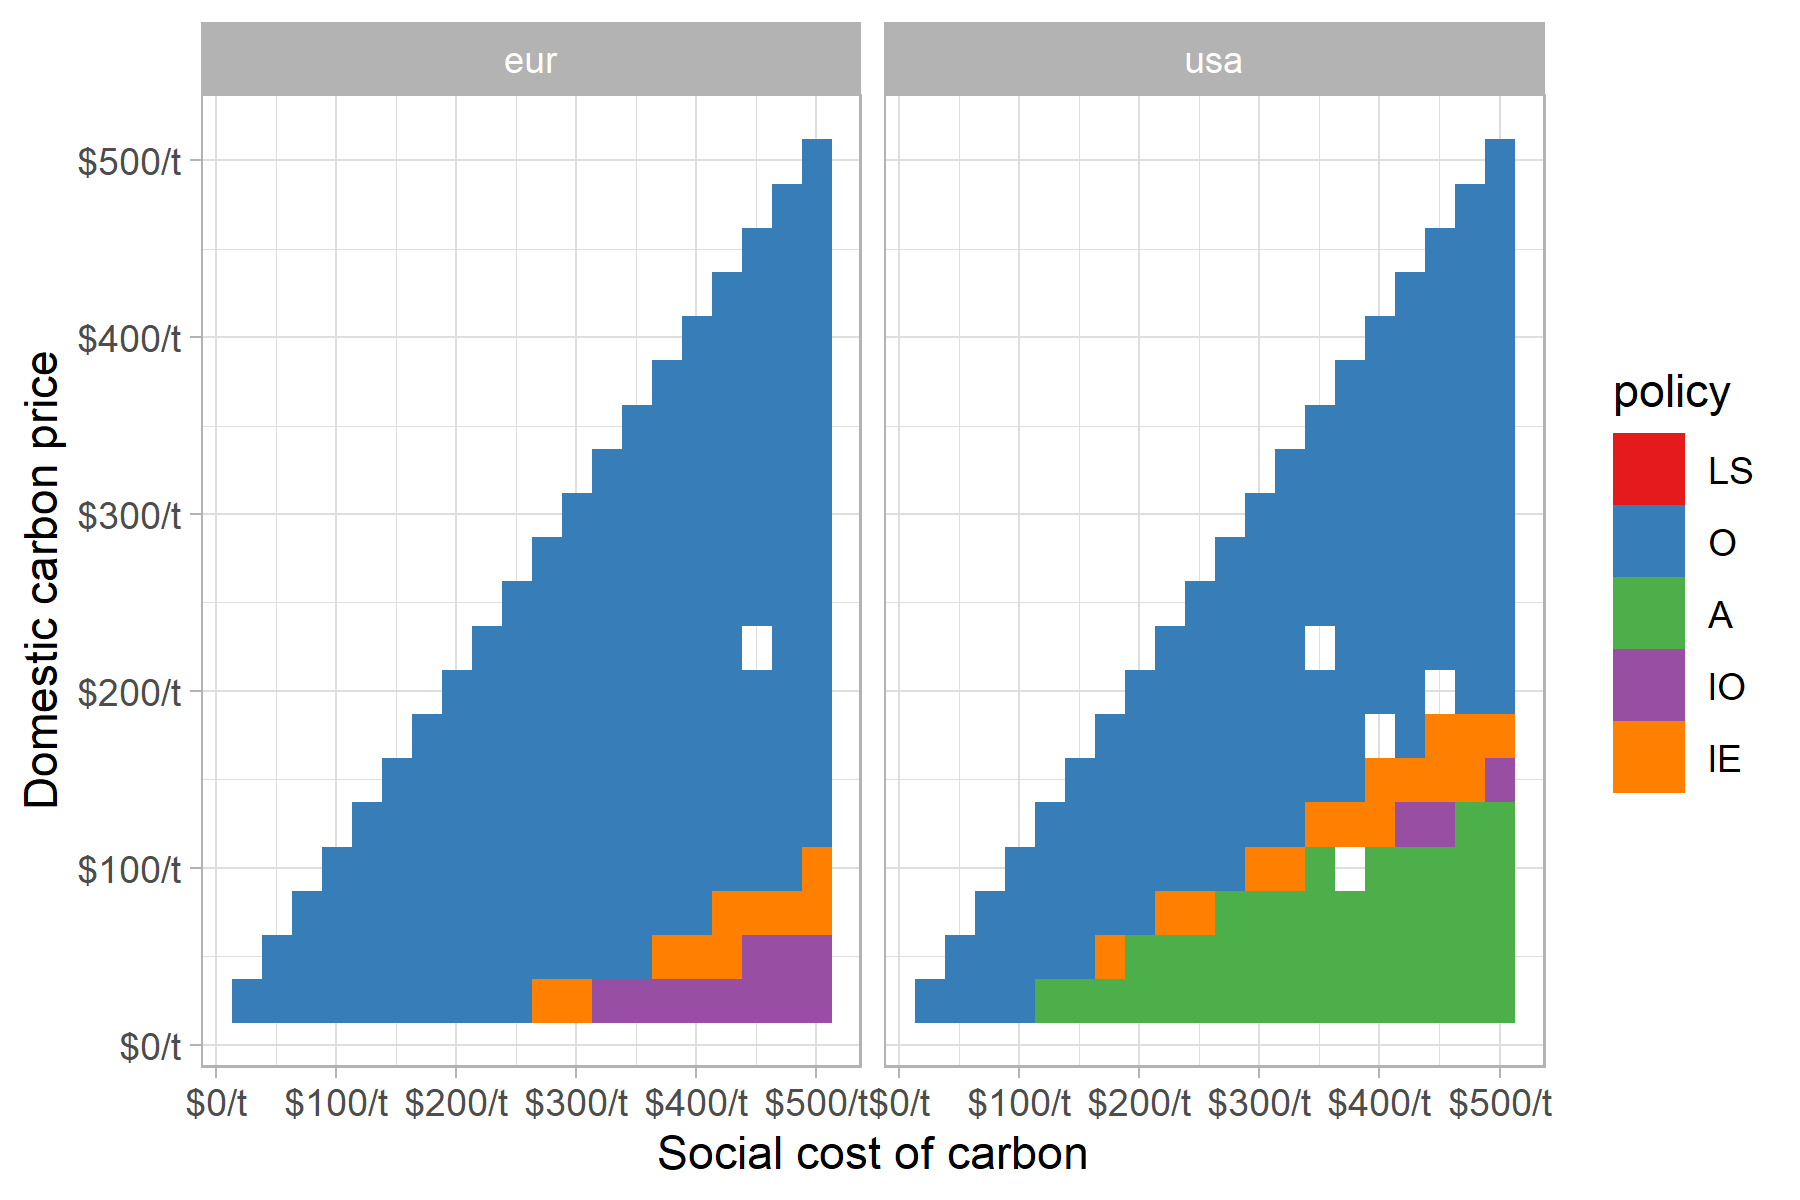 eur
usa
Domestic carbon price
$500/t
$400/t
$300/t
$200/t
$100/t
$0/t
$0/t $100/t $200/t $300/t $400/t $500/t
$0/t $100/t $200/t $300/t $400/t $500/t
Social cost of carbon
policy
LS
O
A
IO
IE